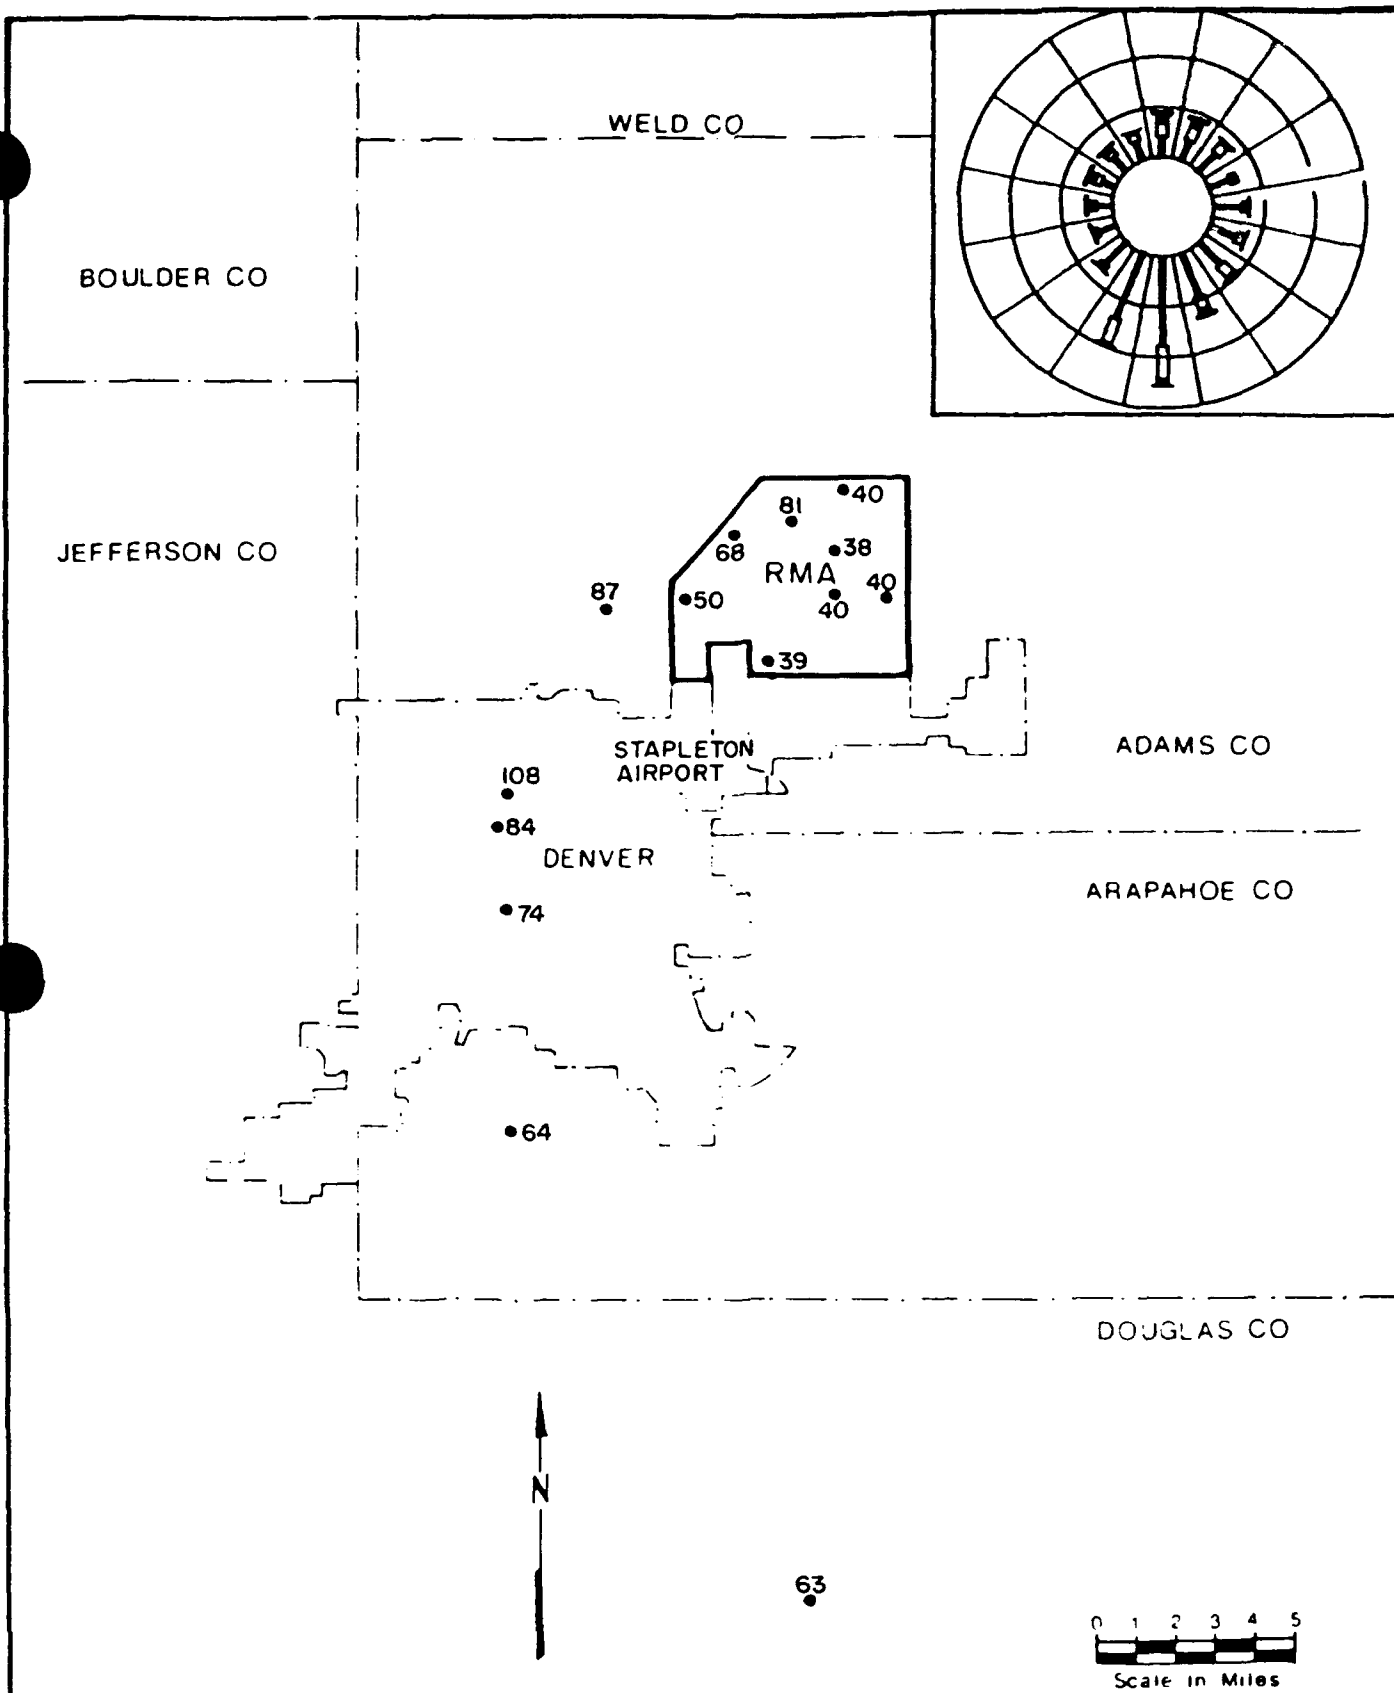 WELD CO
BOULDER CO
40
81
JEFFERSON CO
68
38
RMA
87
50
40
40
39
STAPLETON
AIRPORT
ADAMS CO
108
84
DENVER
ARAPAHOE CO
74
64
DOUGLAS CO
N
63
0 1 2 3 4 5
Scale in Miles